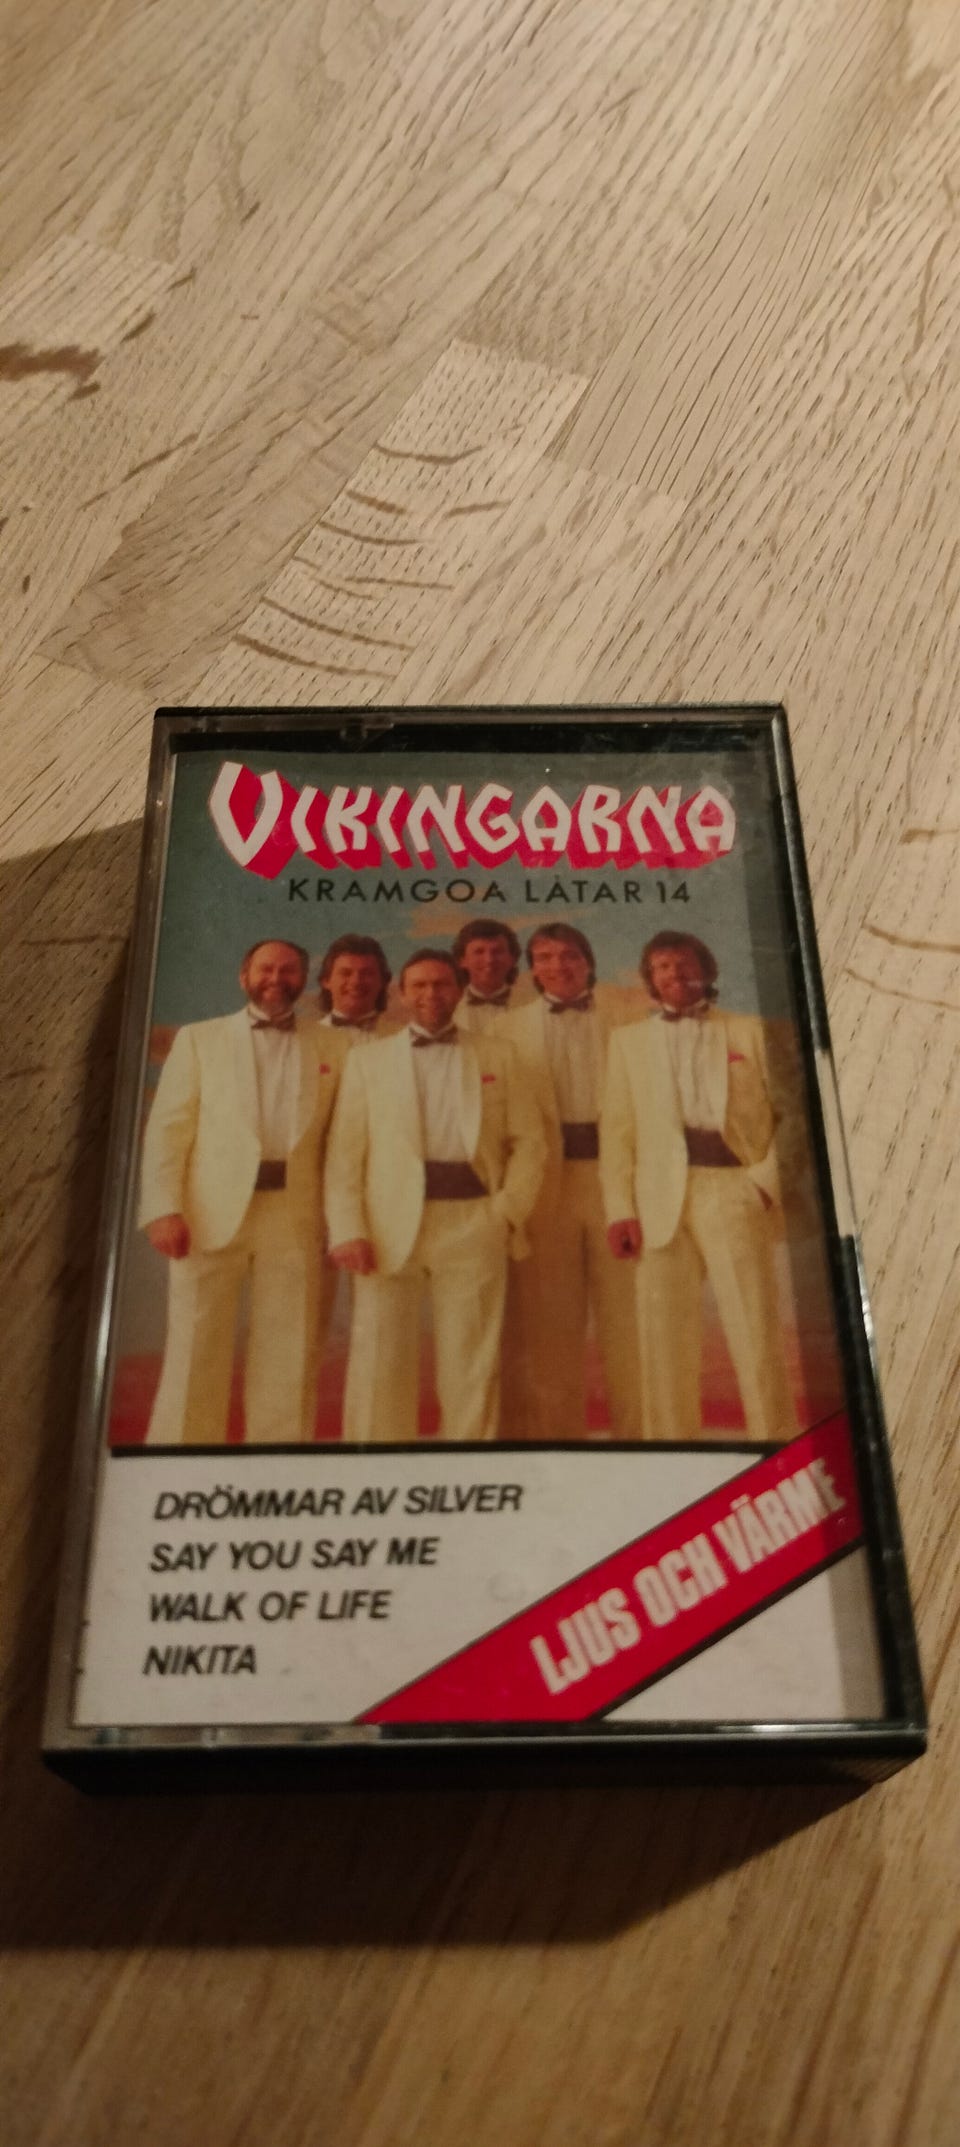 VIKINGARNA
KRAMGOA LÅTAR 14
DRÖMMAR AV SILVER
SAY YOU SAY ME
WALK OF LIFE
NIKITA
LJUS OCH VÄRME